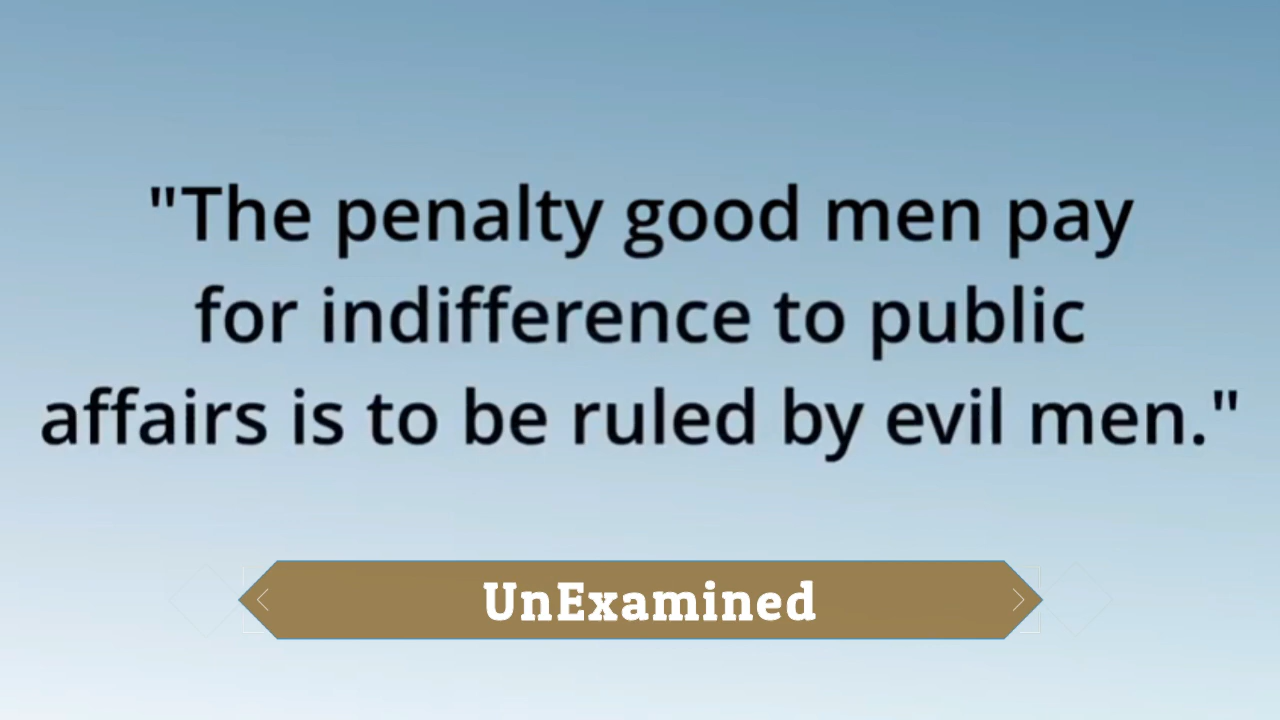 "The penalty good men pay
for indifference to public
affairs is to be ruled by evil men."
UnExamined